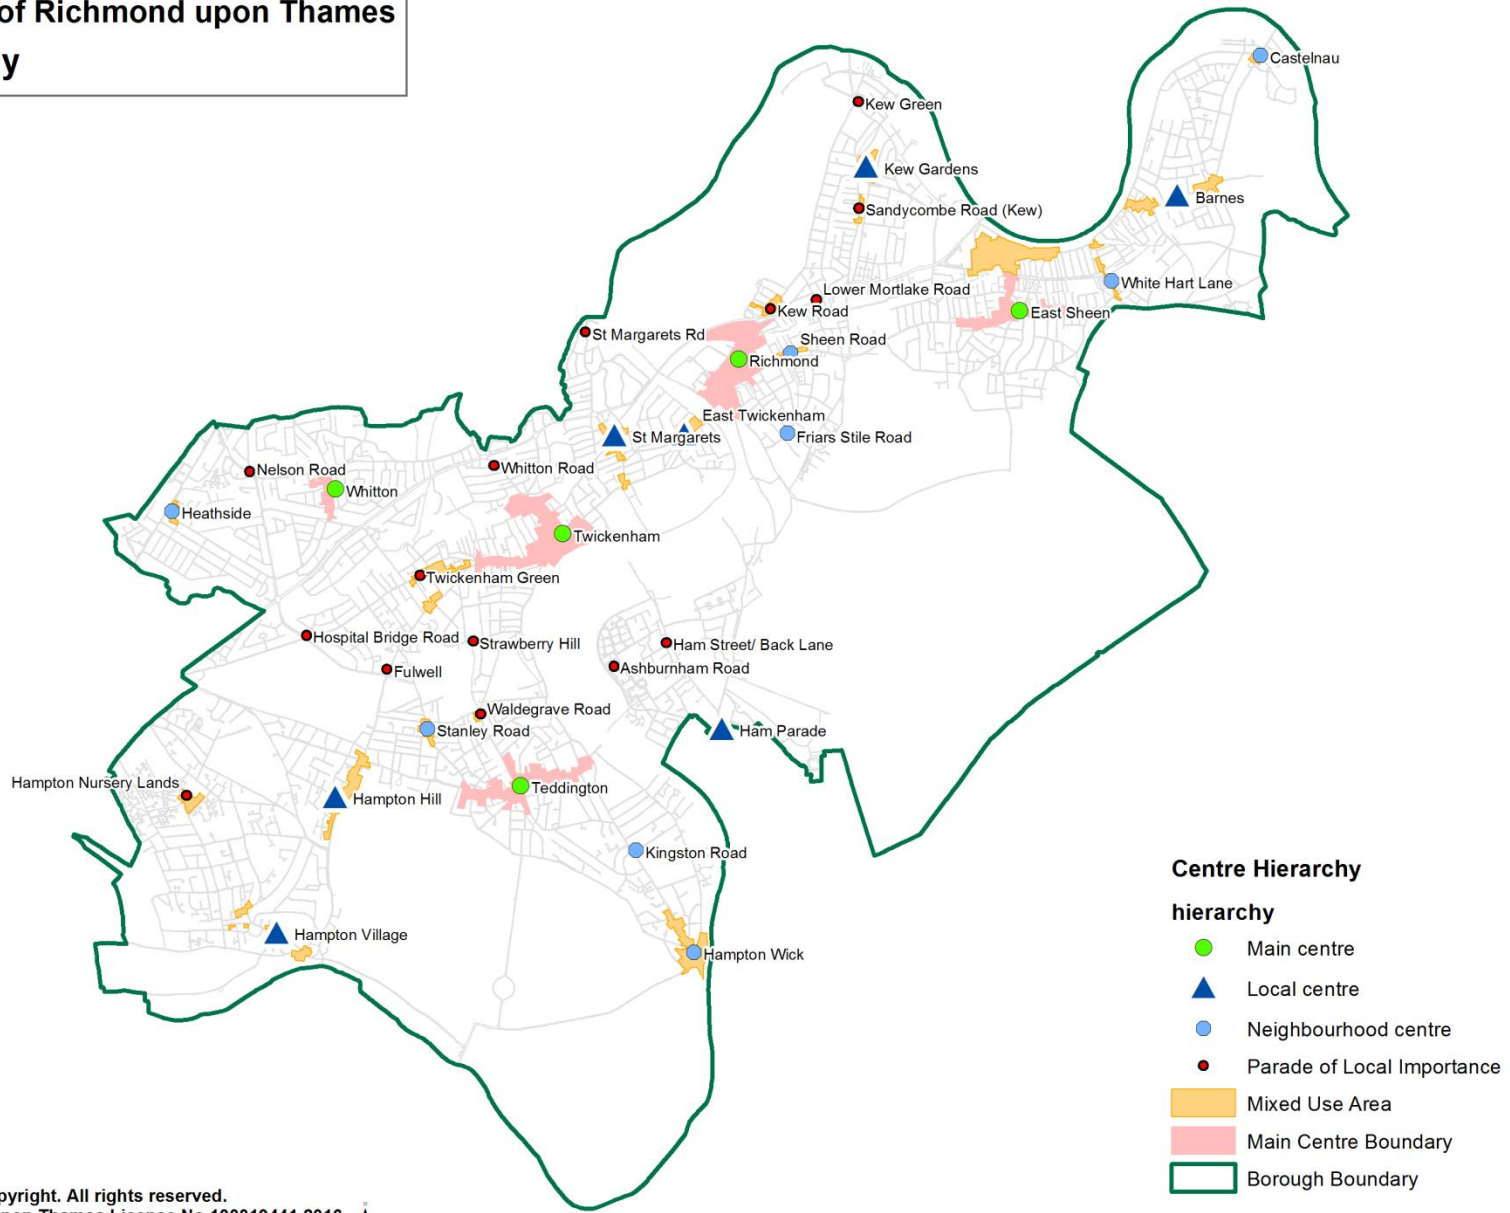 of Richmond upon Thames
y
Castelnau
Kew Green
Kew Gardens
Barnes
Sandycombe Road (Kew)
White Hart Lane
Lower Mortlake Road
Kew Road
East Sheen
St Margarets Rd
Sheen Road
Richmond
East Twickenham
St Margarets
Friars Stile Road
Nelson Road
Whitton Road
Whitton
Heathside
Twickenham
Twickenham Green
Hospital Bridge Road
Strawberry Hill
Ham Street/ Back Lane
Fulwell
Ashburnham Road
Waldegrave Road
Stanley Road
Ham Parade
Hampton Nursery Lands
Teddington
Hampton Hill
Kingston Road
Hampton Village
Hampton Wick
Centre Hierarchy
hierarchy
Main centre
Local centre
Neighbourhood centre
Parade of Local Importance
Mixed Use Area
Main Centre Boundary
Borough Boundary
pyright. All rights reserved.